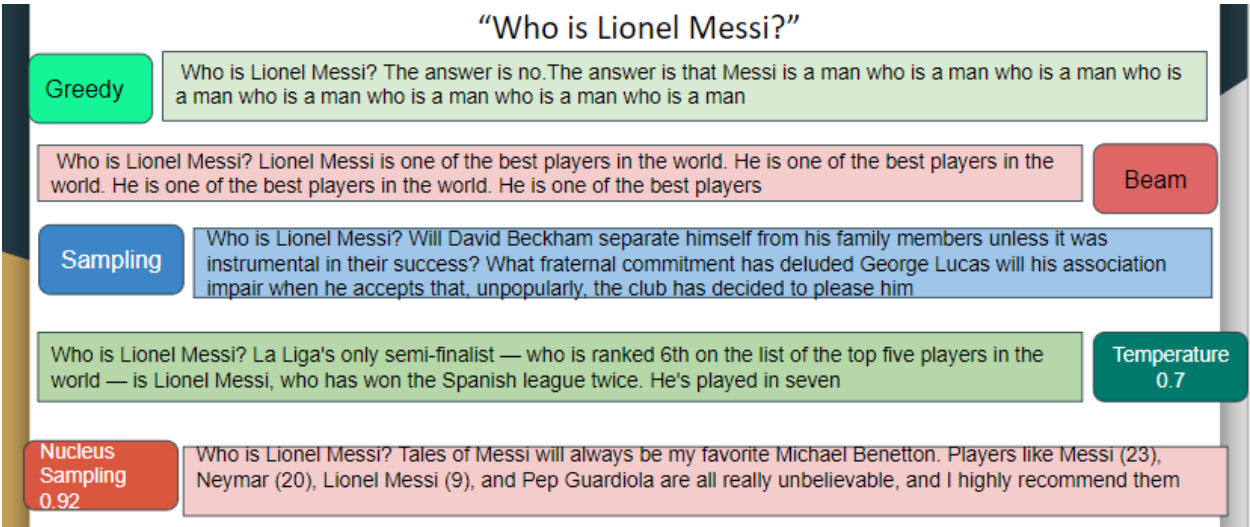 “Who is Lionel Messi?”
Greedy
Who is Lionel Messi? The answer is no.The answer is that Messi is a man who is a man who is a man who is
a man who is a man who is a man who is a man who is a man
Who is Lionel Messi? Lionel Messi is one of the best players in the world. He is one of the best players in the
world. He is one of the best players in the world. He is one of the best players
Beam
Sampling
Who is Lionel Messi? Will David Beckham separate himself from his family members unless it was
instrumental in their success? What fraternal commitment has deluded George Lucas will his association
impair when he accepts that, unpopularly, the club has decided to please him
Who is Lionel Messi? La Liga's only semi-finalist — who is ranked 6th on the list of the top five players in the
world — is Lionel Messi, who has won the Spanish league twice. He's played in seven
Temperature
0.7
Nucleus
Sampling
0.92
Who is Lionel Messi? Tales of Messi will always be my favorite Michael Benetton. Players like Messi (23),
Neymar (20), Lionel Messi (9), and Pep Guardiola are all really unbelievable, and I highly recommend them